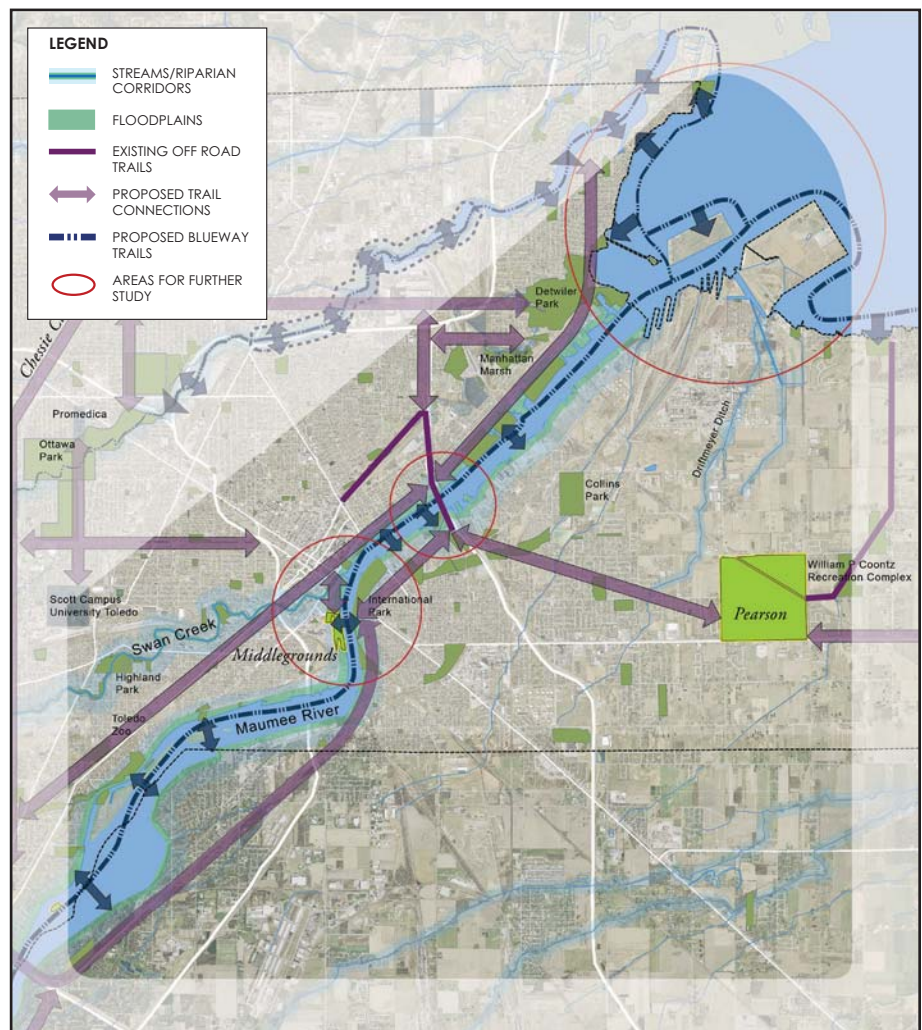 LEGEND
STREAMS/RIPARIAN
CORRIDORS
FLOODPLAINS
EXISTING OFF ROAD
TRAILS
PROPOSED TRAIL
CONNECTIONS
PROPOSED BLUEWAY
TRAILS
AREAS FOR FURTHER
STUDY
Detwiler
Park
Manhattan
Marsh
Promedica
Ottawa
Park
Driftmeyer Ditch
Collins
Park
Scott Campus
University Toledo
Swan Creek
International
Park
William P Coontz
Recreation Complex
Pearson
Middlegrounds
Highland
Park
Toledo
Zoo
Maumee River